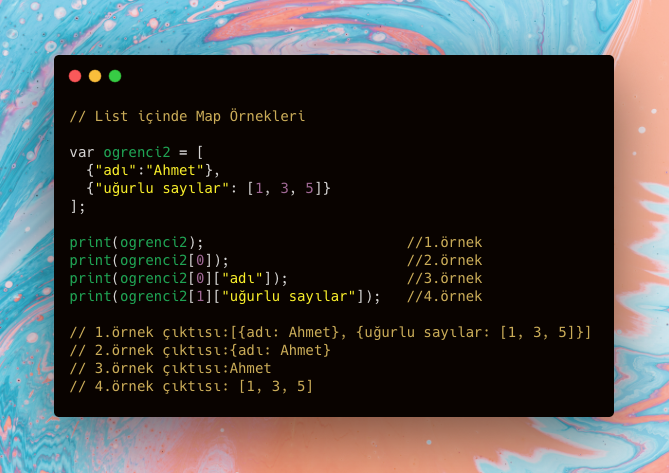 // List içinde Map Örnekleri
var ogrenci2 = [
  {"adı":"Ahmet"},
  {"uğurlu sayılar": [1, 3, 5]}
];
print(ogrenci2);                        //1.örnek
print(ogrenci2[0]);                     //2.örnek
print(ogrenci2[0]["adı"]);              //3.örnek
print(ogrenci2[1]["uğurlu sayılar"]);   //4.örnek
// 1.örnek çıktısı:[{adı: Ahmet}, {uğurlu sayılar: [1, 3, 5]}]
// 2.örnek çıktısı:{adı: Ahmet}
// 3.örnek çıktısı:Ahmet
// 4.örnek çıktısı: [1, 3, 5]